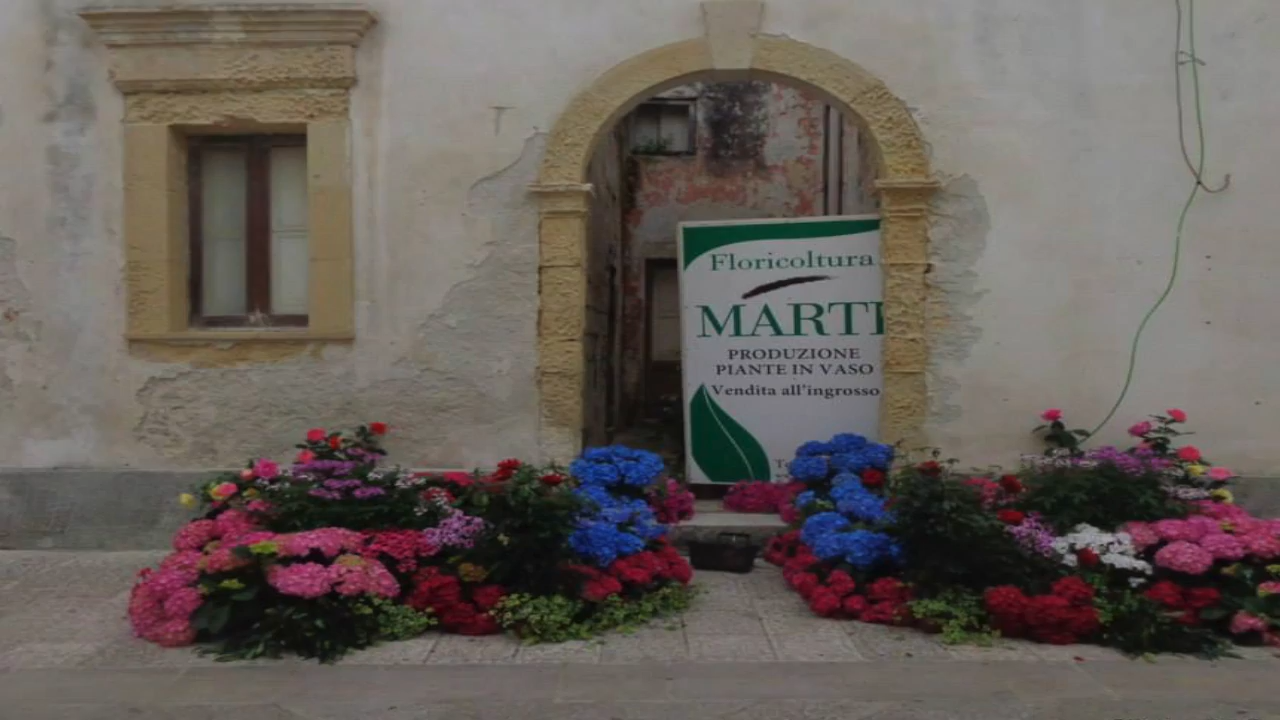 Floricoltura
MARTI
PRODUZIONE
PIANTE IN VASO
Vendita all'ingrosso